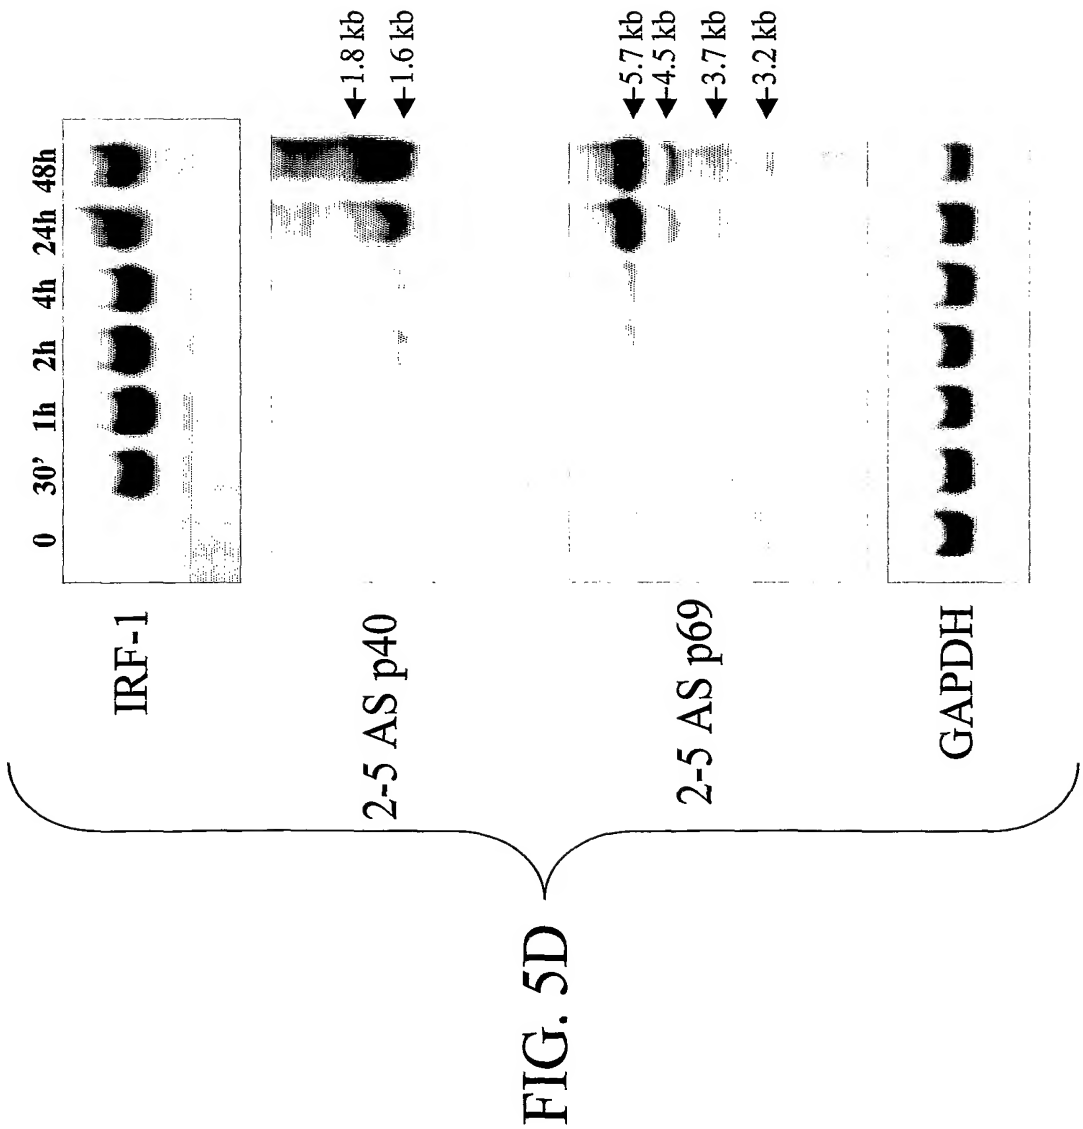 0 30' 1h 2h 4h 24h 48h
IRF-1
2-5 AS p40
1.8 kb
1.6 kb
2-5 AS p69
5.7 kb
4.5 kb
3.7 kb
3.2 kb
GAPDH
FIG. 5D